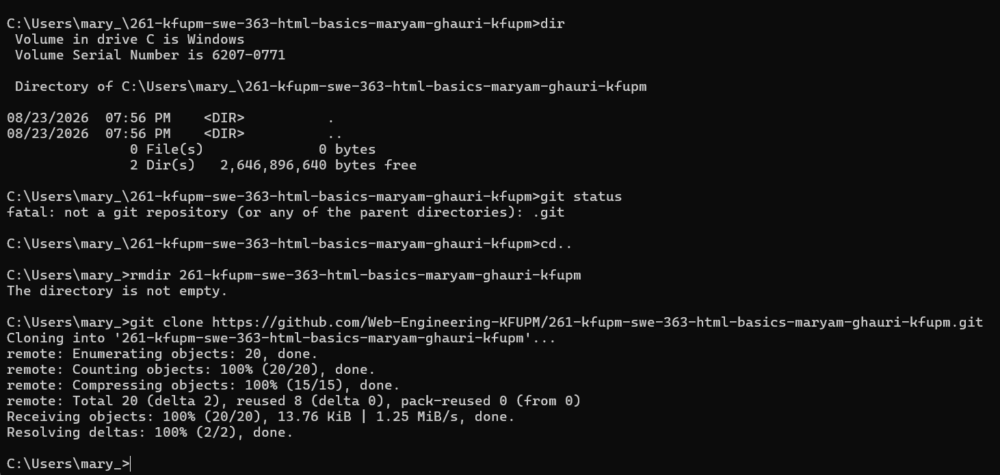 C:\Users\mary_\261-kfupm-swe-363-html-basics-maryam-ghauri-kfupm>dir
 Volume in drive C is Windows
 Volume Serial Number is 6207-0771

 Directory of C:\Users\mary_\261-kfupm-swe-363-html-basics-maryam-ghauri-kfupm

08/23/2026  07:56 PM    <DIR>          .
08/23/2026  07:56 PM    <DIR>          ..
               0 File(s)              0 bytes
               2 Dir(s)   2,646,896,640 bytes free

C:\Users\mary_\261-kfupm-swe-363-html-basics-maryam-ghauri-kfupm>git status
fatal: not a git repository (or any of the parent directories): .git

C:\Users\mary_\261-kfupm-swe-363-html-basics-maryam-ghauri-kfupm>cd..

C:\Users\mary_>rmdir 261-kfupm-swe-363-html-basics-maryam-ghauri-kfupm
The directory is not empty.

C:\Users\mary_>git clone https://github.com/Web-Engineering-KFUPM/261-kfupm-swe-363-html-basics-maryam-ghauri-kfupm.git
Cloning into '261-kfupm-swe-363-html-basics-maryam-ghauri-kfupm'...
remote: Enumerating objects: 20, done.
remote: Counting objects: 100% (20/20), done.
remote: Compressing objects: 100% (15/15), done.
remote: Total 20 (delta 2), reused 8 (delta 0), pack-reused 0 (from 0)
Receiving objects: 100% (20/20), 13.76 KiB | 1.25 MiB/s, done.
Resolving deltas: 100% (2/2), done.

C:\Users\mary_>